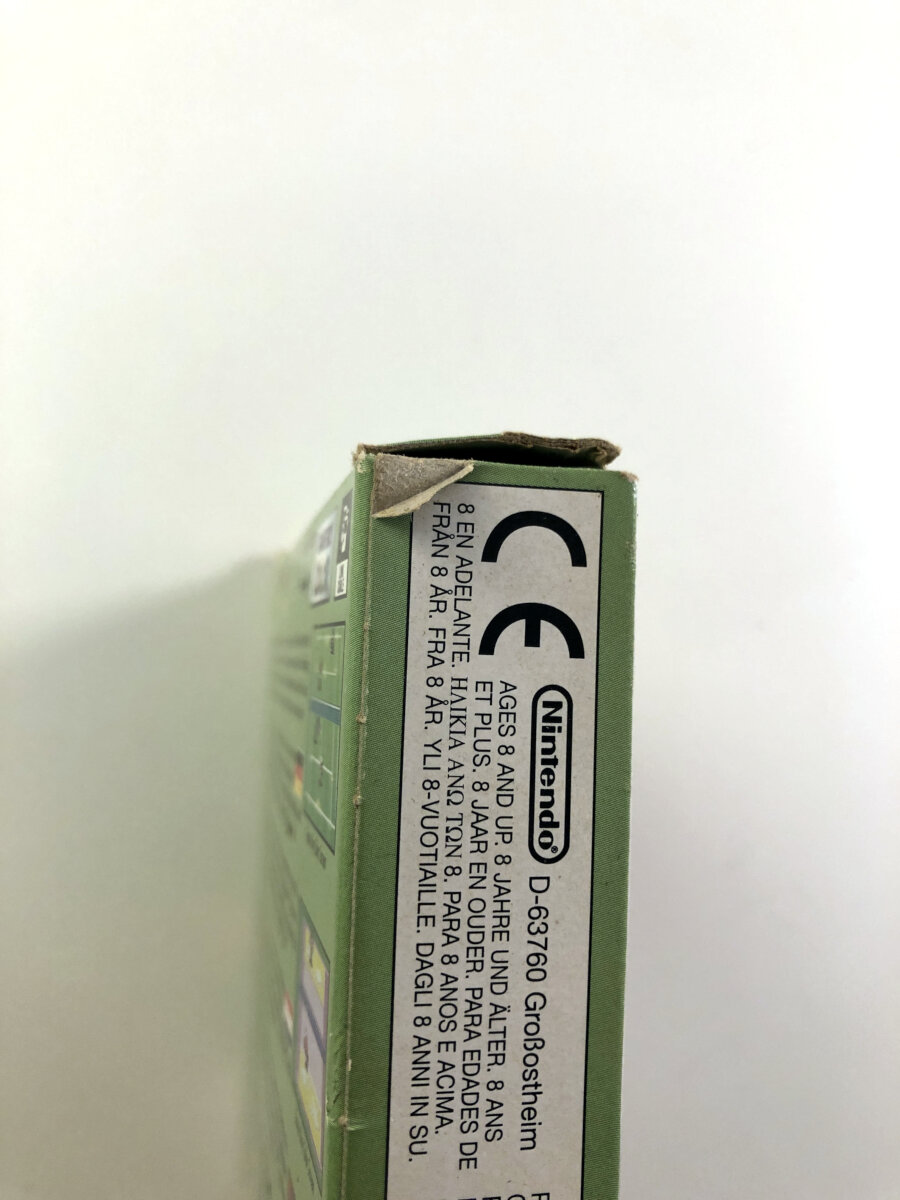 CE
Nintendo® D-63760 Großostheim
AGES 8 AND UP. 8 JAHRE UND ÄLTER. 8 ANS
ET PLUS. 8 JAAR EN OUDER. PARA EDADES DE
8 EN ADELANTE. ΗΛΙΚΙΑ ΑΝΩ ΤΩΝ 8. PARA 8 ANOS E ACIMA.
FRÅN 8 ÅR. FRA 8 ÅR. YLI 8-VUOTIAILLE. DAGLI 8 ANNI IN SU.